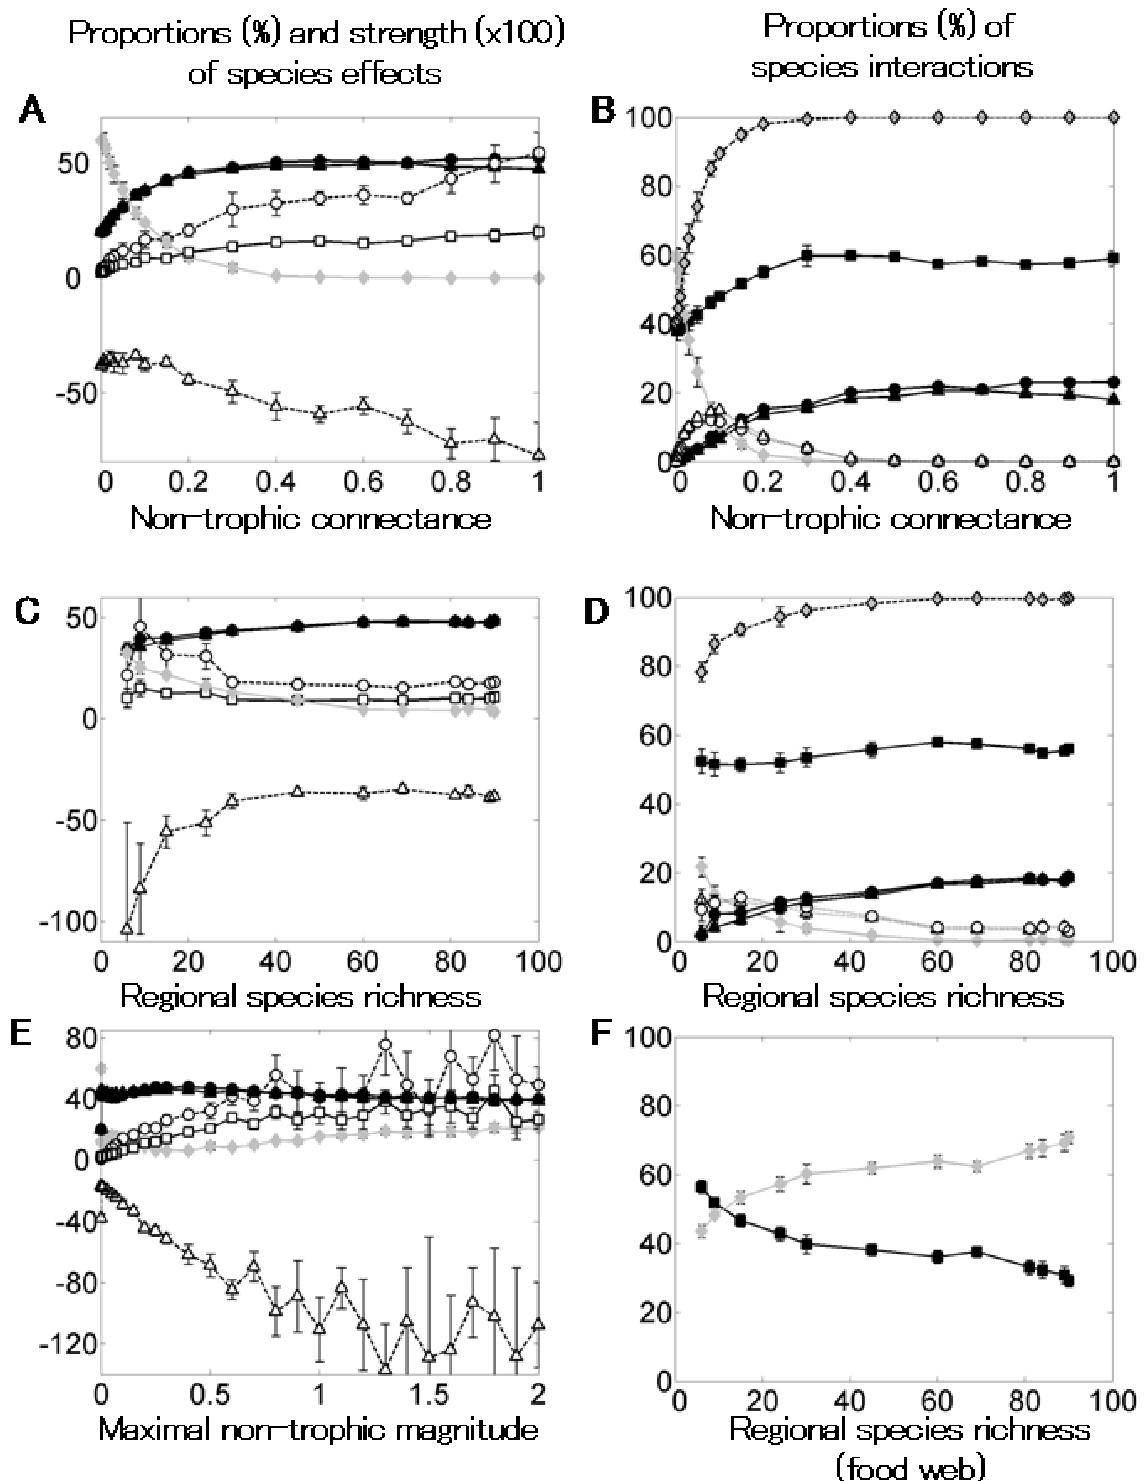 Proportions (%) and strength (x100)
of species effects
Proportions (%) of
species interactions
A
50
0
-50
0 0.2 0.4 0.6 0.8 1
Non-trophic connectance
B
100
80
60
40
20
0
0 0.2 0.4 0.6 0.8 1
Non-trophic connectance
C
50
0
-50
-100
0 20 40 60 80 100
Regional species richness
D
100
80
60
40
20
0
0 20 40 60 80 100
Regional species richness
E
80
40
0
-40
-80
-120
0 0.5 1 1.5 2
Maximal non-trophic magnitude
F
100
80
60
40
20
0
0 20 40 60 80 100
Regional species richness
(food web)